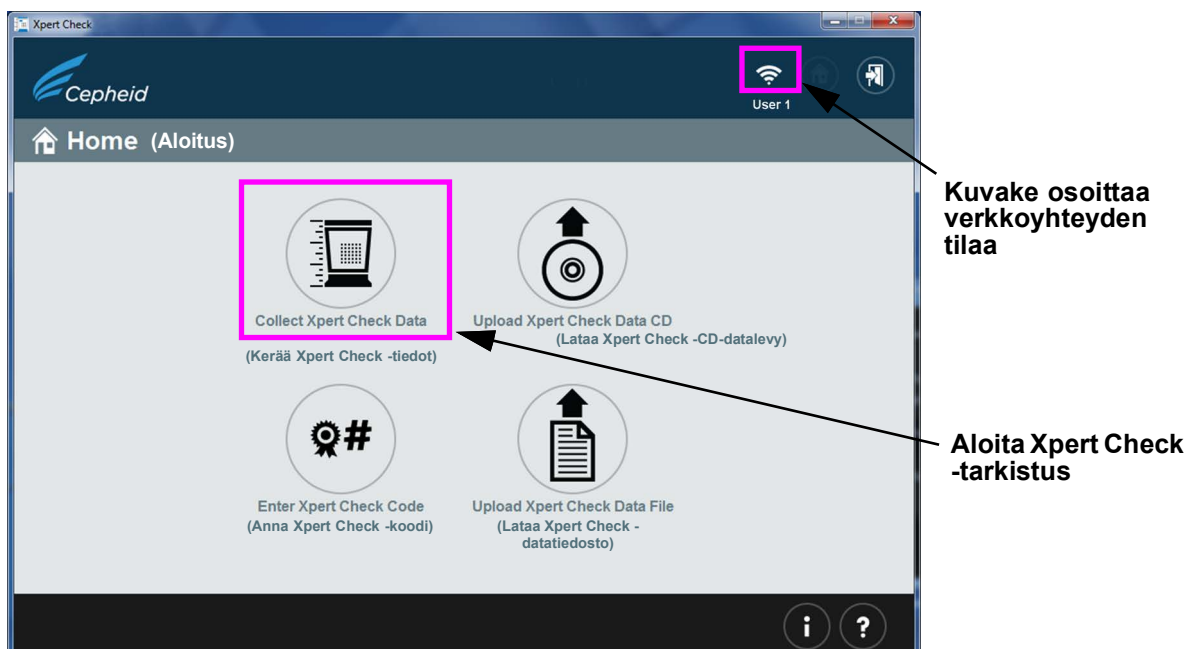 Xpert Check
Cepheid
User 1
Home (Aloitus)
Kuvake osoittaa
verkkoyhteyden
tilaa
Collect Xpert Check Data
(Kerää Xpert Check -tiedot)
Upload Xpert Check Data CD
(Lataa Xpert Check -CD-datalevy)
Aloita Xpert Check
-tarkistus
#
Enter Xpert Check Code
(Anna Xpert Check -koodi)
Upload Xpert Check Data File
(Lataa Xpert Check -
datatiedosto)
i
?